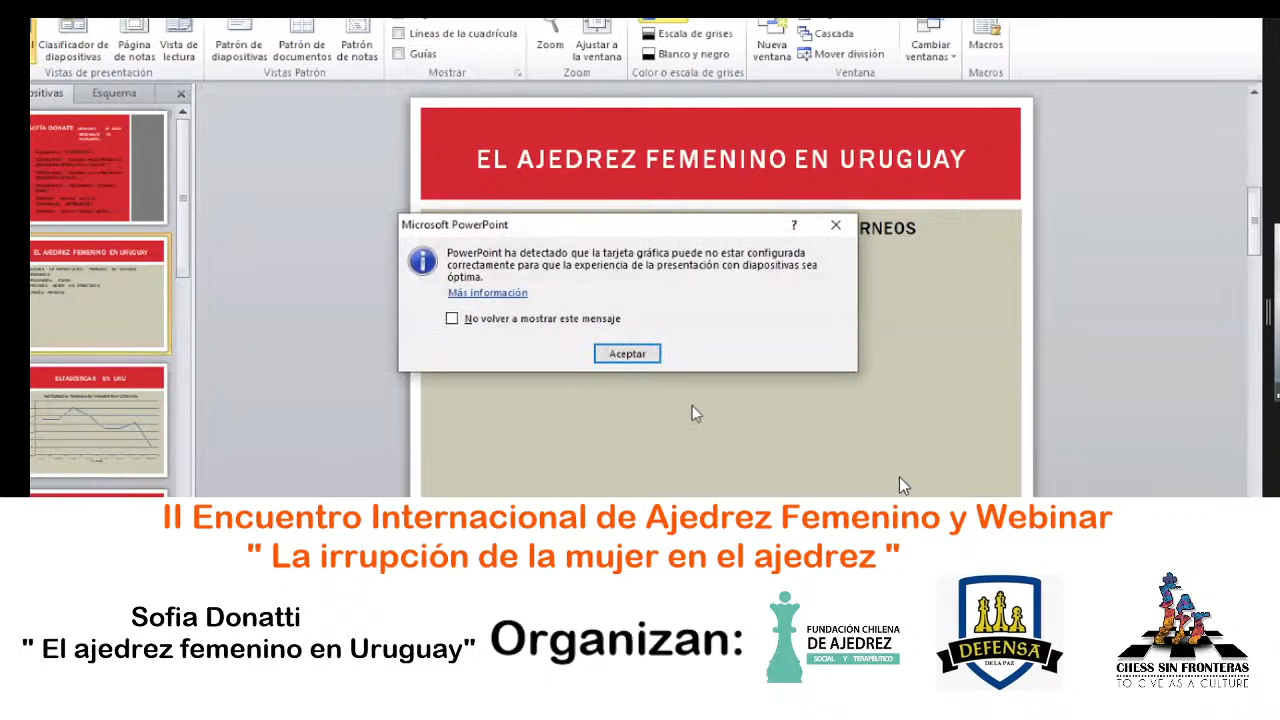 Líneas de la cuadrícula
Escala de grises
Cascada
Clasificador de diapositivas
Página de notas
Vista de lectura
Patrón de diapositivas
Patrón de documentos
Patrón de notas
Guías
Zoom
Ajustar a la ventana
Blanco y negro
Nueva ventana
Mover división
Cambiar ventanas
Macros
Vistas de presentación
Vistas Patrón
Mostrar
Zoom
Color o escala de grises
Ventana
Macros
ositivas
Esquema
EL AJEDREZ FEMENINO EN URUGUAY
EL AJEDREZ FEMENINO EN URUGUAY
ESTADÍSTICAS EN URU
RNEOS
Microsoft PowerPoint
PowerPoint ha detectado que la tarjeta gráfica puede no estar configurada
correctamente para que la experiencia de la presentación con diapositivas sea
óptima.
Más información
No volver a mostrar este mensaje
Aceptar
II Encuentro Internacional de Ajedrez Femenino y Webinar
" La irrupción de la mujer en el ajedrez "
Sofia Donatti
" El ajedrez femenino en Uruguay"
Organizan:
FUNDACIÓN CHILENA
DE AJEDREZ
SOCIAL Y TERAPÉUTICO
DEFENSA
DE LA PAZ
CHESS SIN FRONTERAS
TO GIVE AS A CULTURE